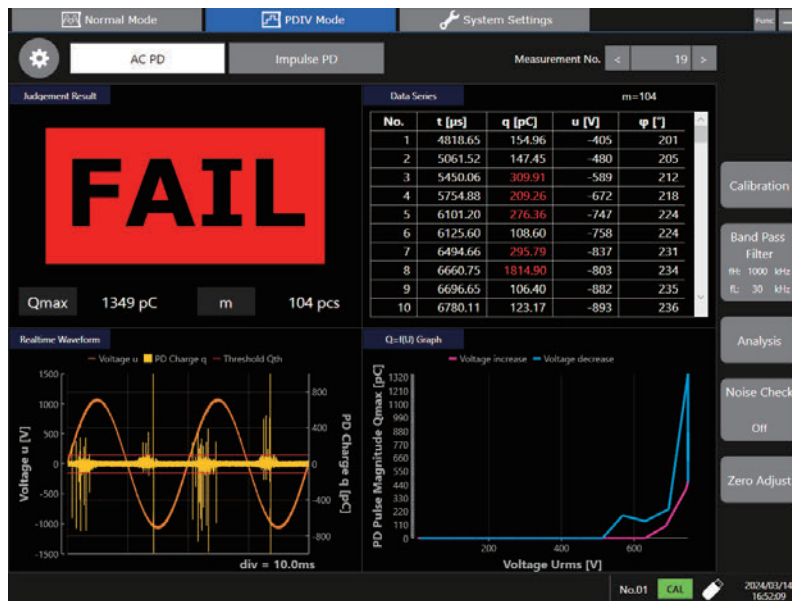 Normal Mode
PDIV Mode
System Settings
Func
AC PD
Impulse PD
Measurement No. < 19 >
Judgement Result
FAIL
Qmax 1349 pC m 104 pcs
Data Series m=104
No. t [µs] q [pC] u [V] φ [°]
1 4818.65 154.96 -405 201
2 5061.52 147.45 -480 205
3 5450.06 309.91 -589 212
4 5754.88 209.26 -672 218
5 6101.20 276.36 -747 224
6 6125.60 108.60 -758 224
7 6494.66 295.79 -837 231
8 6660.75 1814.90 -803 234
9 6696.65 106.40 -882 235
10 6780.11 123.17 -893 236
Calibration
Band Pass
Filter
fH: 1000 kHz
fL: 30 kHz
Analysis
Noise Check
Off
Zero Adjust
Realtime Waveform
Voltage u PD Charge q Threshold Qth
Voltage u [V]
1500
1000
500
0
-500
-1000
-1500
800
400
0
-400
-800
PD Charge q [pC]
div = 10.0ms
Q=f(U) Graph
Voltage increase Voltage decrease
PD Pulse Magnitude Qmax [pC]
1320
1210
1100
990
880
770
660
550
440
330
220
110
0
200 400 600
Voltage Urms [V]
No.01 CAL 2024/03/14
16:52:09